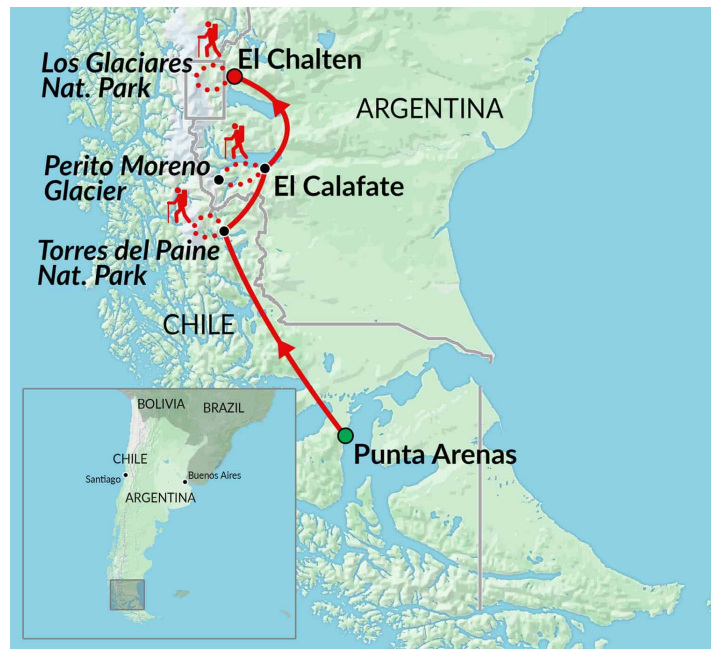 El Chalten
Los Glaciares
Nat. Park
ARGENTINA
Perito Moreno
Glacier
El Calafate
Torres del Paine
Nat. Park
CHILE
Punta Arenas
BOLIVIA
BRAZIL
CHILE
Santiago
Buenos Aires
ARGENTINA